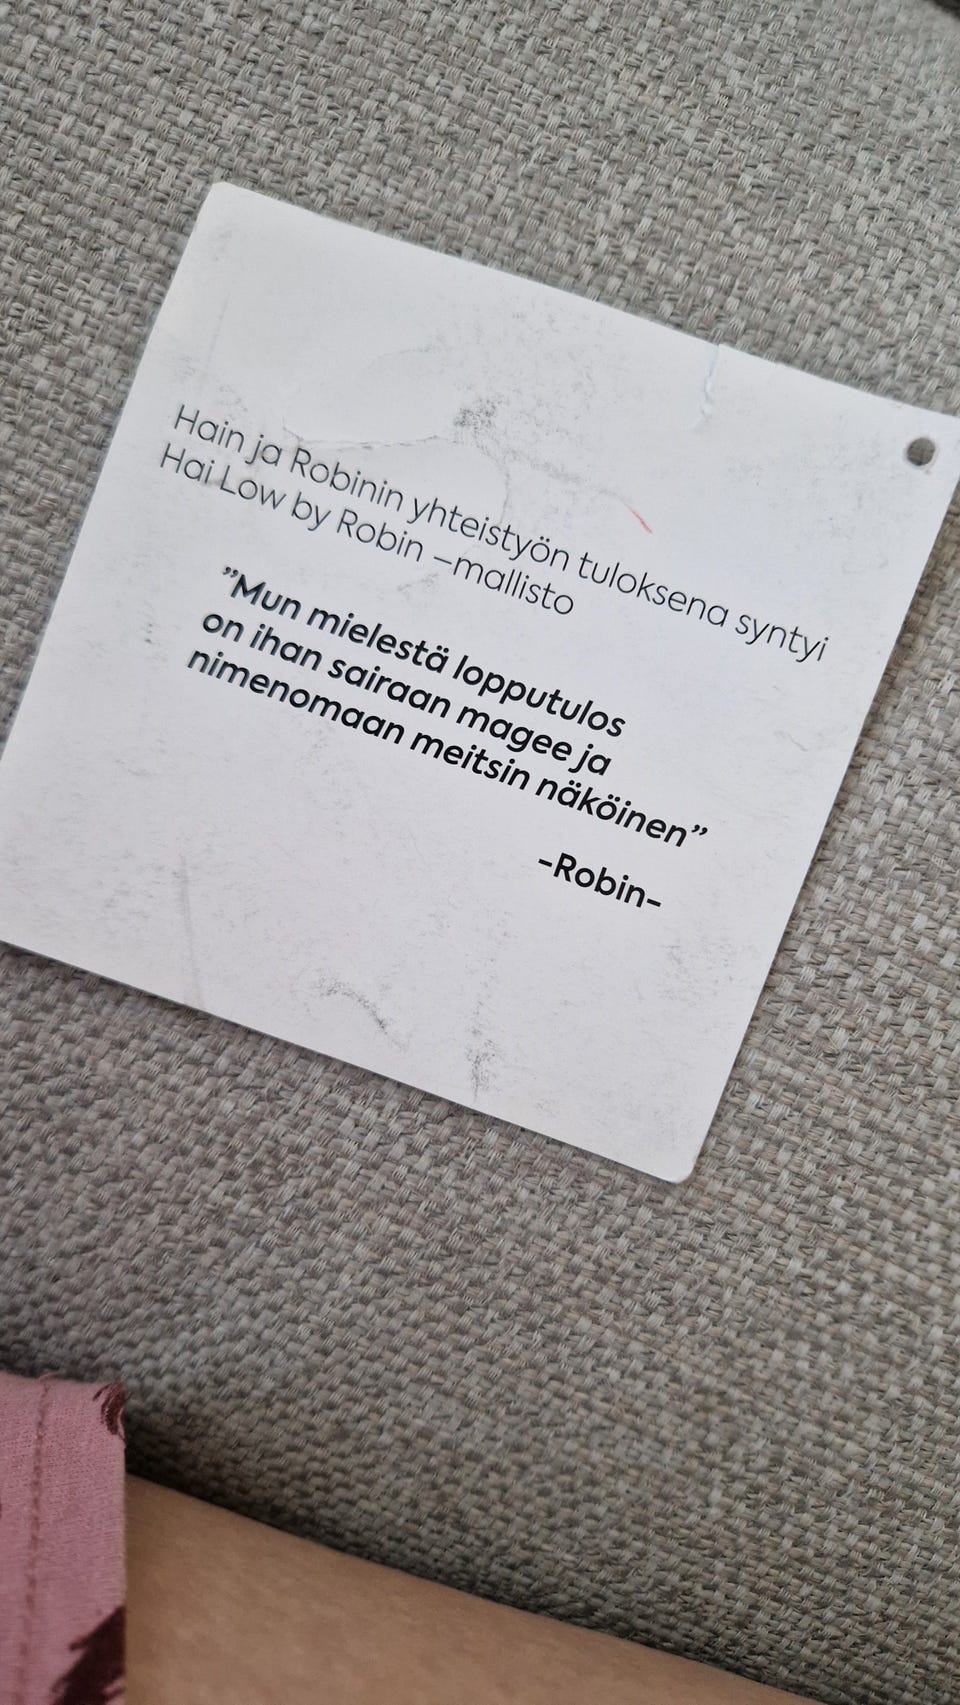 Hain ja Robinin yhteistyön tuloksena syntyi
Hai Low by Robin –mallisto
”Mun mielestä lopputulos
on ihan sairaan magee ja
nimenomaan meitsin näköinen”
-Robin-